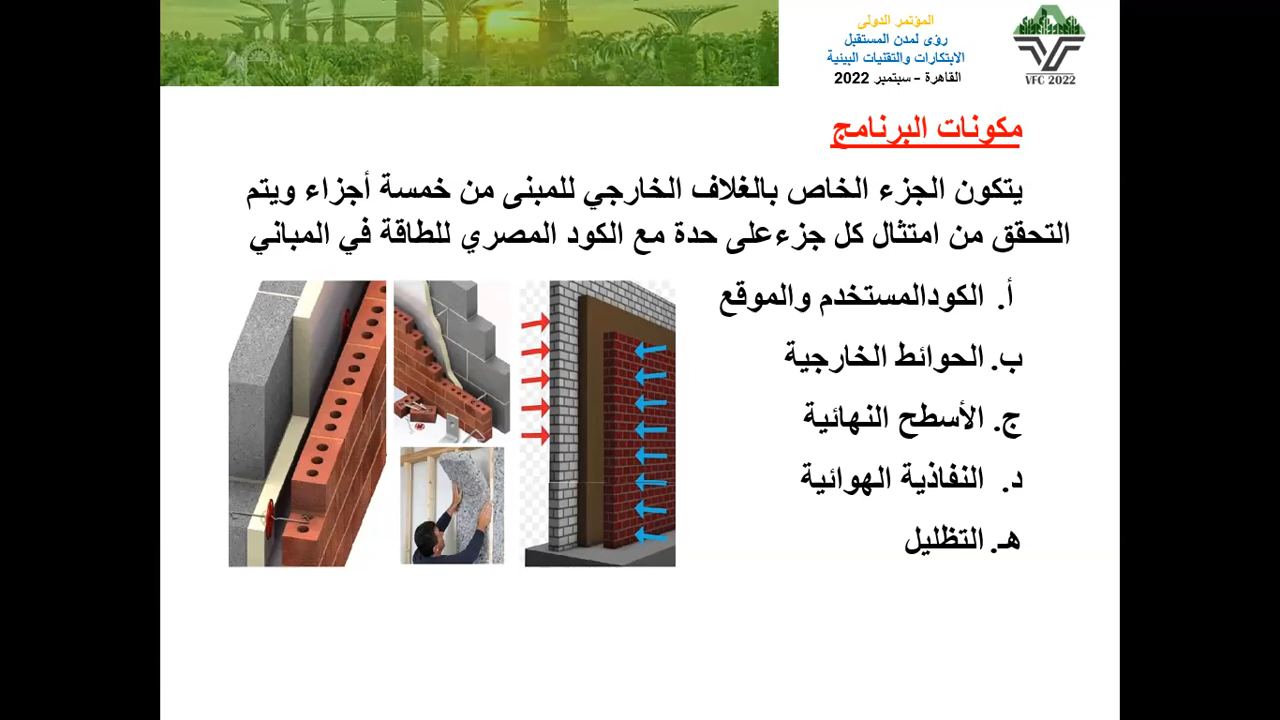 المؤتمر الدولى
رؤى لمدن المستقبل
الابتكارات والتقنيات البينية
القاهرة – سبتمبر 2022
VFC 2022
مكونات البرنامج
يتكون الجزء الخاص بالغلاف الخارجي للمبنى من خمسة أجزاء ويتم
التحقق من امتثال كل جزءعلى حدة مع الكود المصري للطاقة في المباني
أ. الكودالمستخدم والموقع
ب. الحوائط الخارجية
ج. الأسطح النهائية
د. النفاذية الهوائية
هـ. التظليل